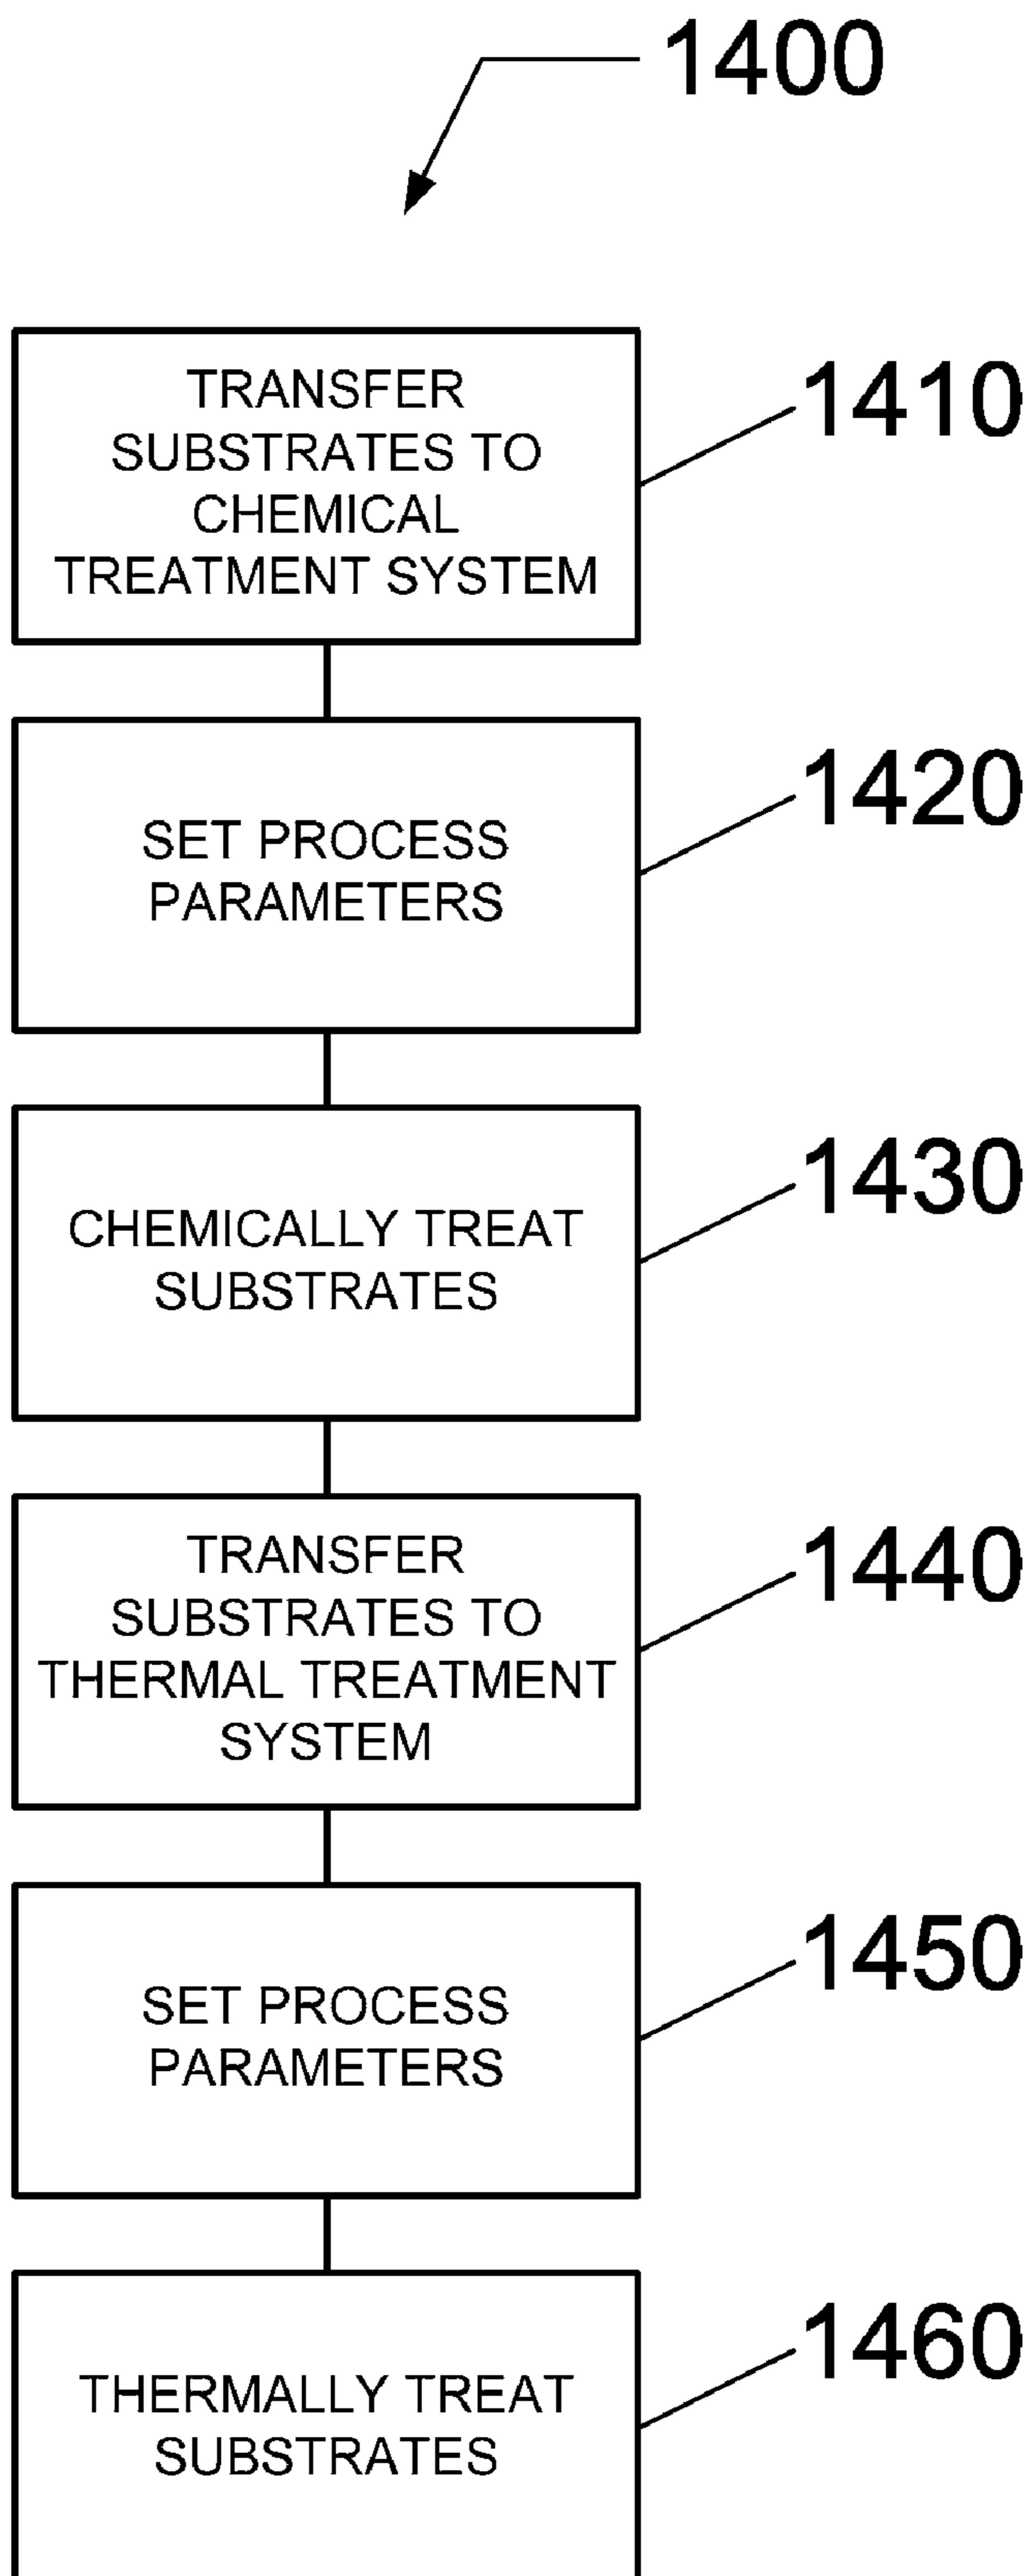 1400
TRANSFER
SUBSTRATES TO
CHEMICAL
TREATMENT SYSTEM
1410
SET PROCESS
PARAMETERS
1420
CHEMICALLY TREAT
SUBSTRATES
1430
TRANSFER
SUBSTRATES TO
THERMAL TREATMENT
SYSTEM
1440
SET PROCESS
PARAMETERS
1450
THERMALLY TREAT
SUBSTRATES
1460